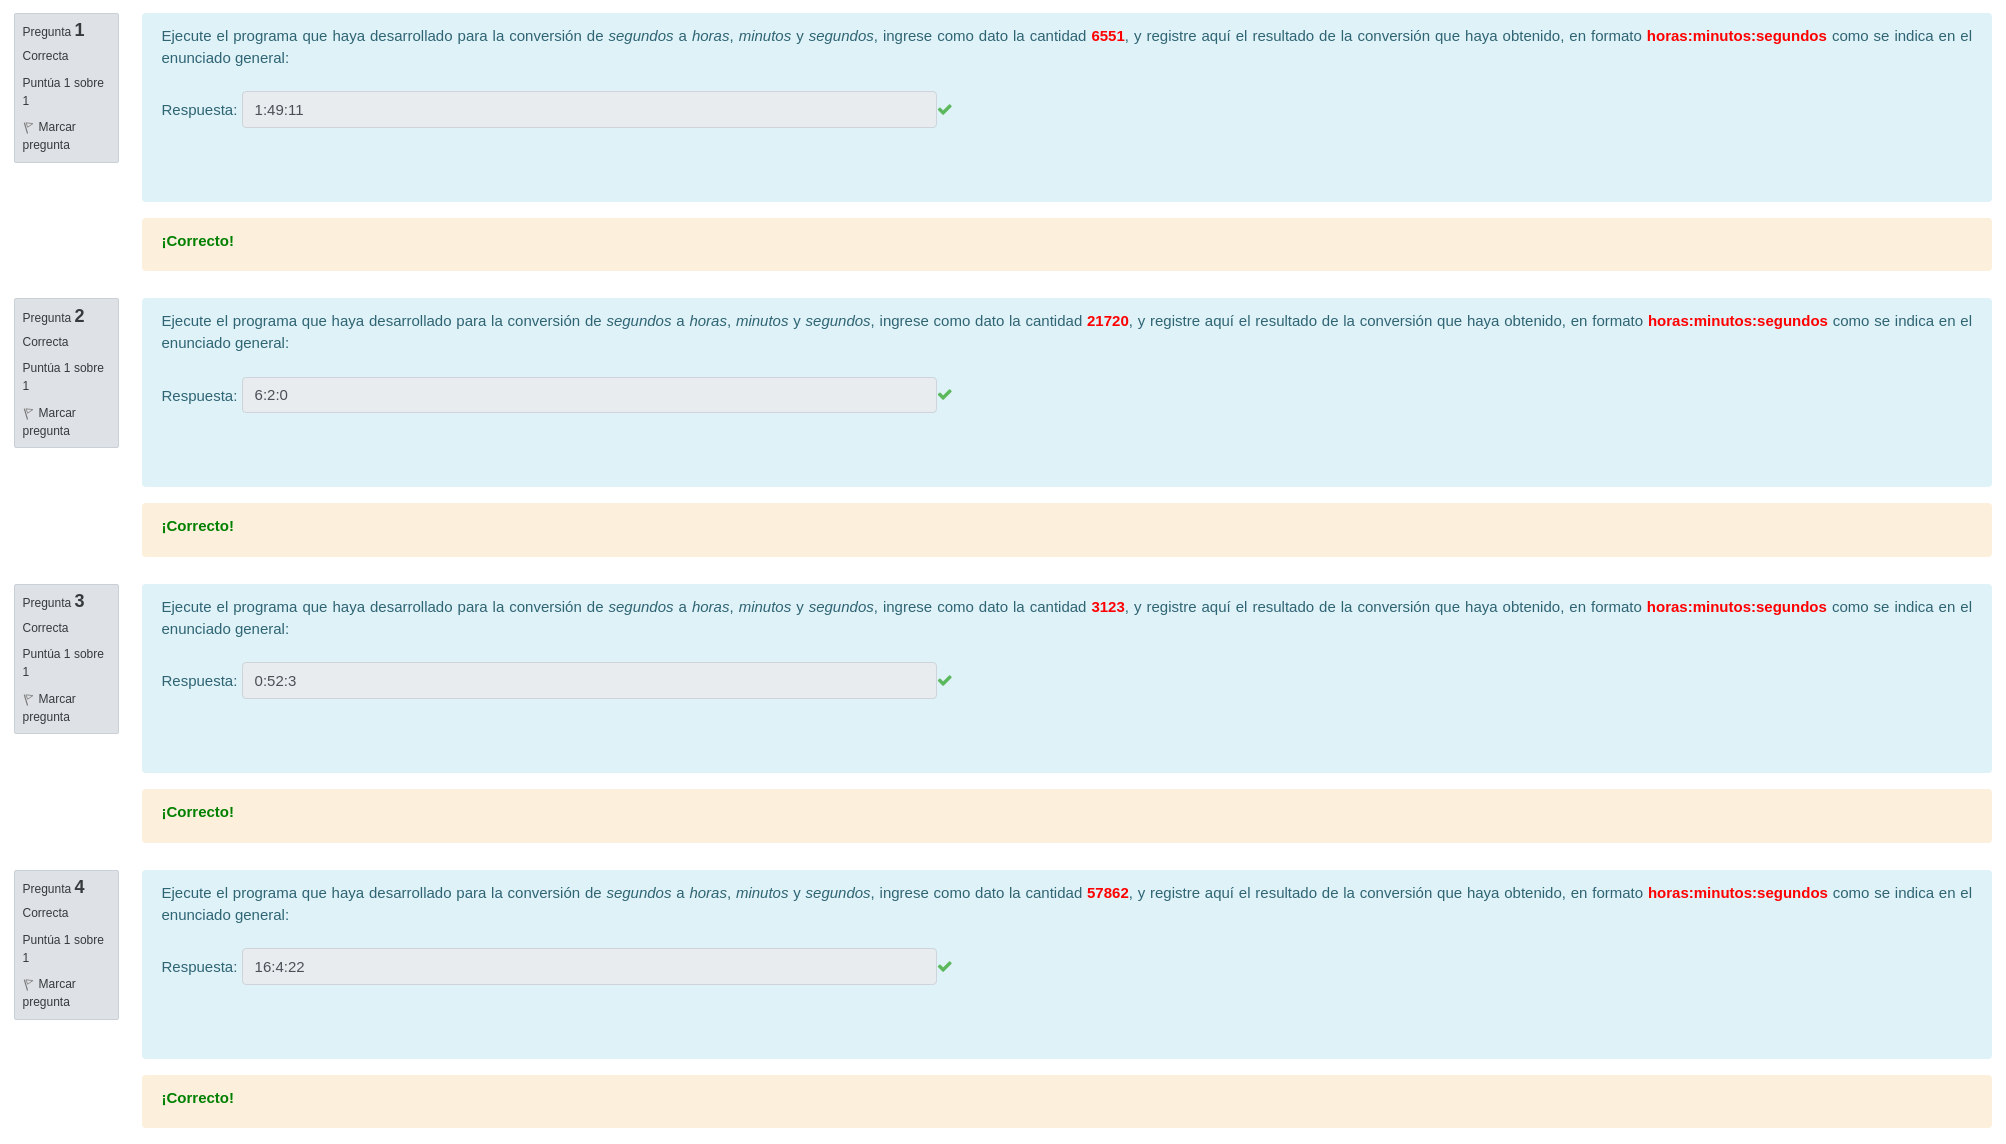 Pregunta 1
Correcta
Puntúa 1 sobre
1
Marcar
pregunta
Ejecute el programa que haya desarrollado para la conversión de segundos a horas, minutos y segundos, ingrese como dato la cantidad 6551, y registre aquí el resultado de la conversión que haya obtenido, en formato horas:minutos:segundos como se indica en el
enunciado general:
Respuesta: 1:49:11
¡Correcto!
Pregunta 2
Correcta
Puntúa 1 sobre
1
Marcar
pregunta
Ejecute el programa que haya desarrollado para la conversión de segundos a horas, minutos y segundos, ingrese como dato la cantidad 21720, y registre aquí el resultado de la conversión que haya obtenido, en formato horas:minutos:segundos como se indica en el
enunciado general:
Respuesta: 6:2:0
¡Correcto!
Pregunta 3
Correcta
Puntúa 1 sobre
1
Marcar
pregunta
Ejecute el programa que haya desarrollado para la conversión de segundos a horas, minutos y segundos, ingrese como dato la cantidad 3123, y registre aquí el resultado de la conversión que haya obtenido, en formato horas:minutos:segundos como se indica en el
enunciado general:
Respuesta: 0:52:3
¡Correcto!
Pregunta 4
Correcta
Puntúa 1 sobre
1
Marcar
pregunta
Ejecute el programa que haya desarrollado para la conversión de segundos a horas, minutos y segundos, ingrese como dato la cantidad 57862, y registre aquí el resultado de la conversión que haya obtenido, en formato horas:minutos:segundos como se indica en el
enunciado general:
Respuesta: 16:4:22
¡Correcto!